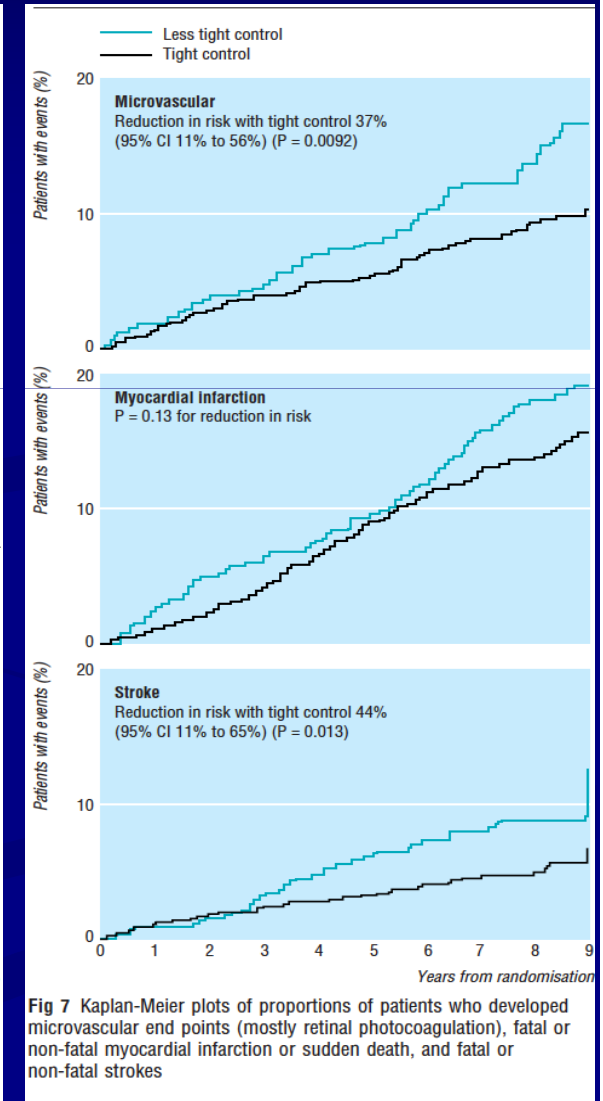 Less tight control
Tight control
Patients with events (%)
20
10
0
Microvascular
Reduction in risk with tight control 37%
(95% CI 11% to 56%) (P = 0.0092)
Patients with events (%)
20
10
0
Myocardial infarction
P = 0.13 for reduction in risk
Patients with events (%)
20
10
0
Stroke
Reduction in risk with tight control 44%
(95% CI 11% to 65%) (P = 0.013)
0 1 2 3 4 5 6 7 8 9
Years from randomisation
Fig 7 Kaplan-Meier plots of proportions of patients who developed
microvascular end points (mostly retinal photocoagulation), fatal or
non-fatal myocardial infarction or sudden death, and fatal or
non-fatal strokes